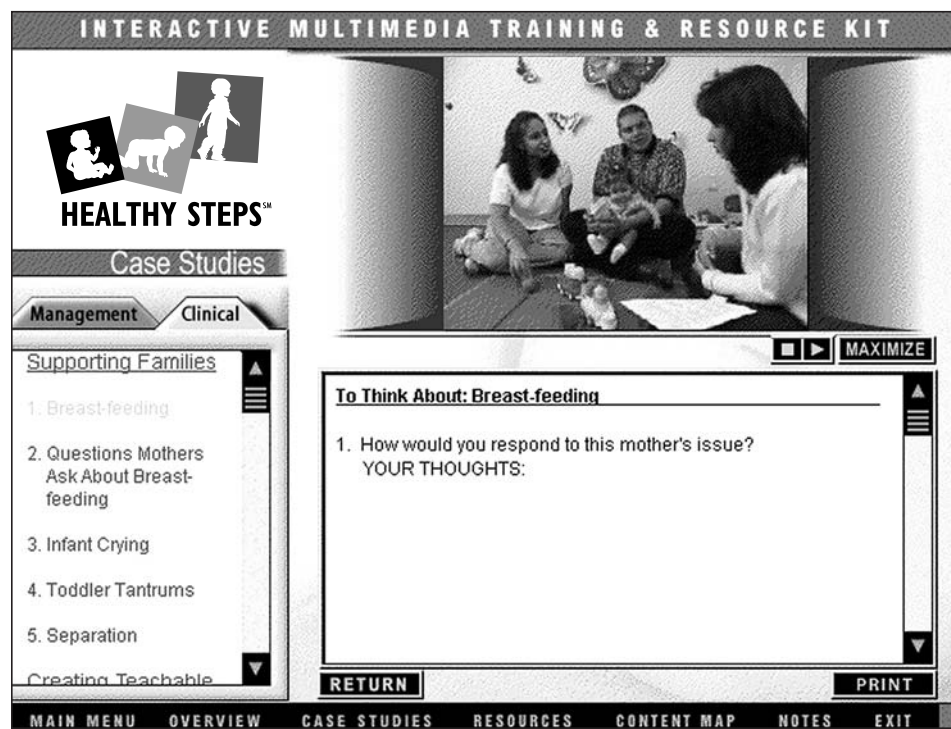 INTERACTIVE MULTIMEDIA TRAINING & RESOURCE KIT
HEALTHY STEPS℠
Case Studies
Management
Clinical
Supporting Families
1. Breast-feeding
2. Questions Mothers
Ask About Breast-
feeding
3. Infant Crying
4. Toddler Tantrums
5. Separation
Creating Teachable
MAXIMIZE
To Think About: Breast-feeding
1. How would you respond to this mother's issue?
YOUR THOUGHTS:
RETURN
PRINT
MAIN MENU
OVERVIEW
CASE STUDIES
RESOURCES
CONTENT MAP
NOTES
EXIT